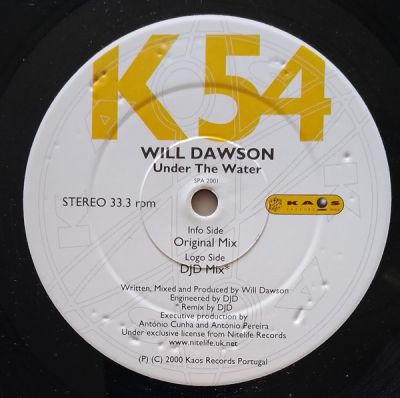 K54
WILL DAWSON
Under The Water
SPA 2001
STEREO 33.3 rpm
KAOS
Info Side
Original Mix
Logo Side
DJD Mix*
Written, Mixed and Produced by Will Dawson
Engineered by DJD
* Remix by DJD
Executive production by
António Cunha and António Pereira
Under exclusive license from Nitelife Records
www.nitelife.uk.net
(P) (C) 2000 Kaos Records Portugal